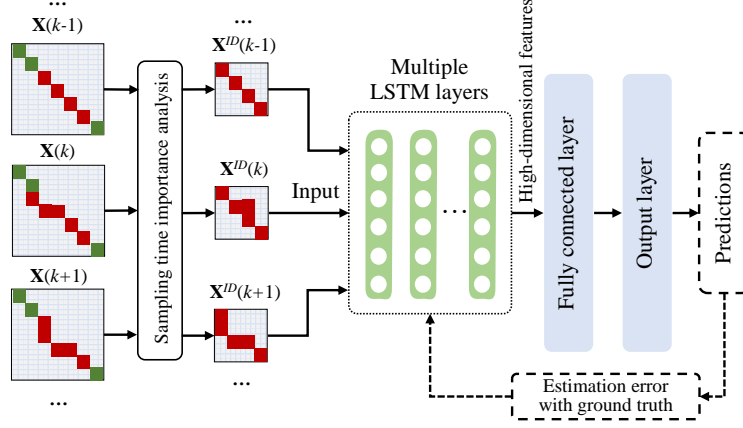 ...
X(k-1)
X(k)
X(k+1)
...
Sampling time importance analysis
...
X^ID(k-1)
X^ID(k)
X^ID(k+1)
...
Input
Multiple
LSTM layers
...
High-dimensional features
Fully connected layer
Output layer
Predictions
Estimation error
with ground truth